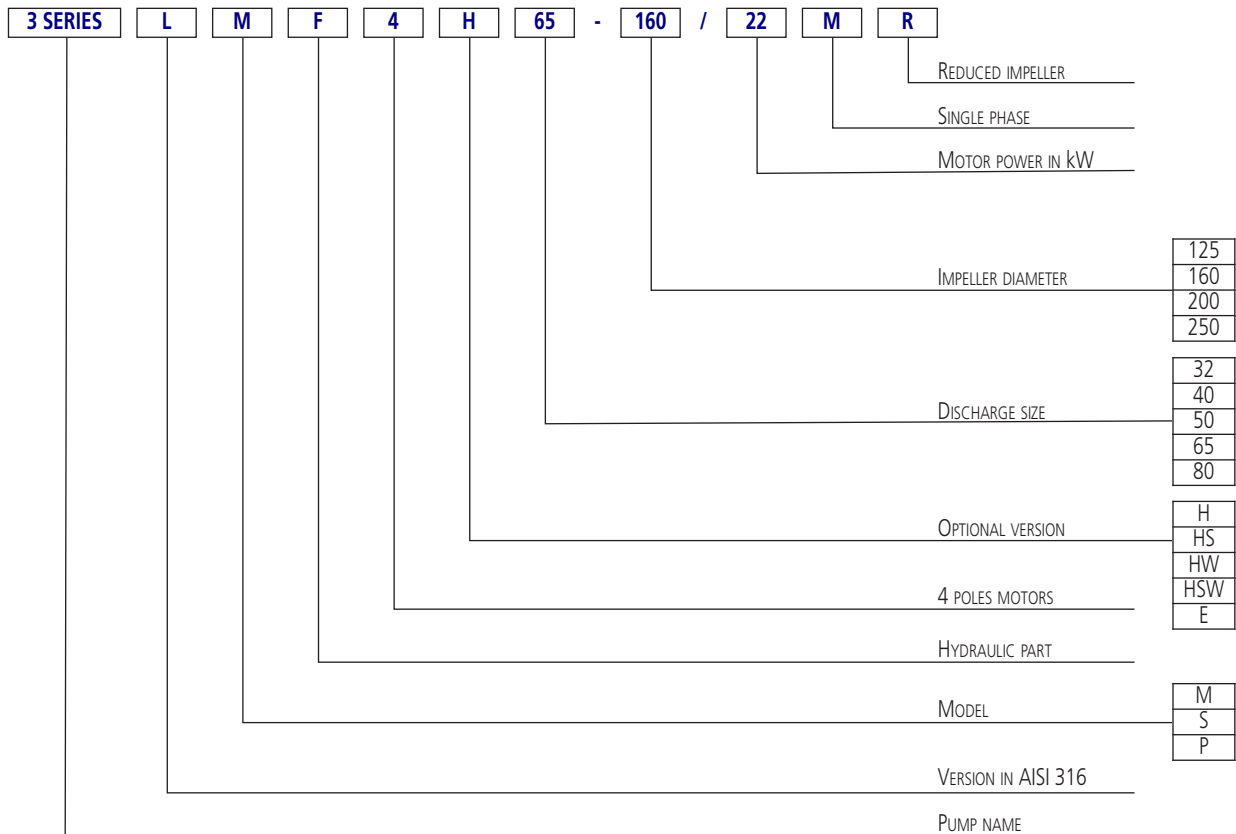 3 SERIES L M F 4 H 65 - 160 / 22 M R
REDUCED IMPELLER
SINGLE PHASE
MOTOR POWER IN kW
125
IMPELLER DIAMETER 160
200
250
32
40
DISCHARGE SIZE 50
65
80
H
OPTIONAL VERSION HS
HW
HSW
4 POLES MOTORS E
HYDRAULIC PART
M
MODEL S
P
VERSION IN AISI 316
PUMP NAME